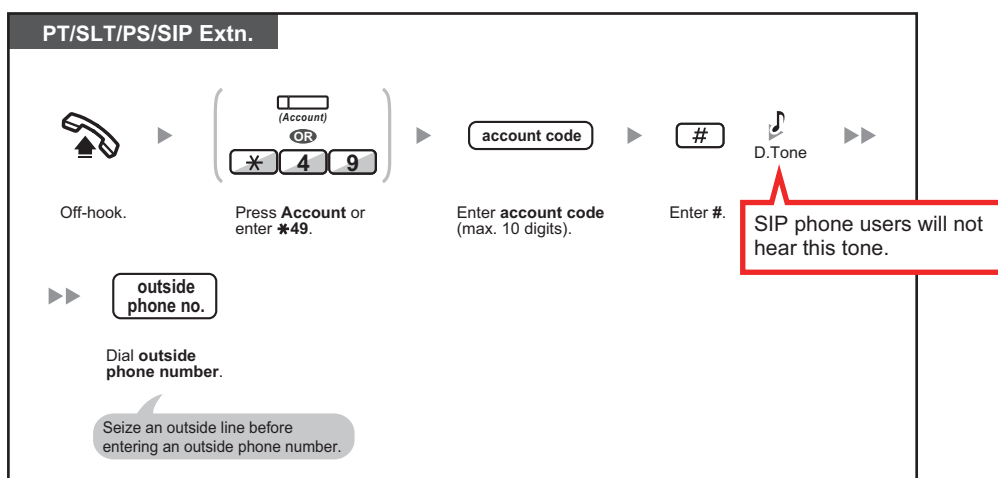 PT/SLT/PS/SIP Extn.
(Account)
OR
* 4 9
account code
#
D.Tone
Off-hook.
Press Account or
enter *49.
Enter account code
(max. 10 digits).
Enter #.
SIP phone users will not
hear this tone.
outside
phone no.
Dial outside
phone number.
Seize an outside line before
entering an outside phone number.